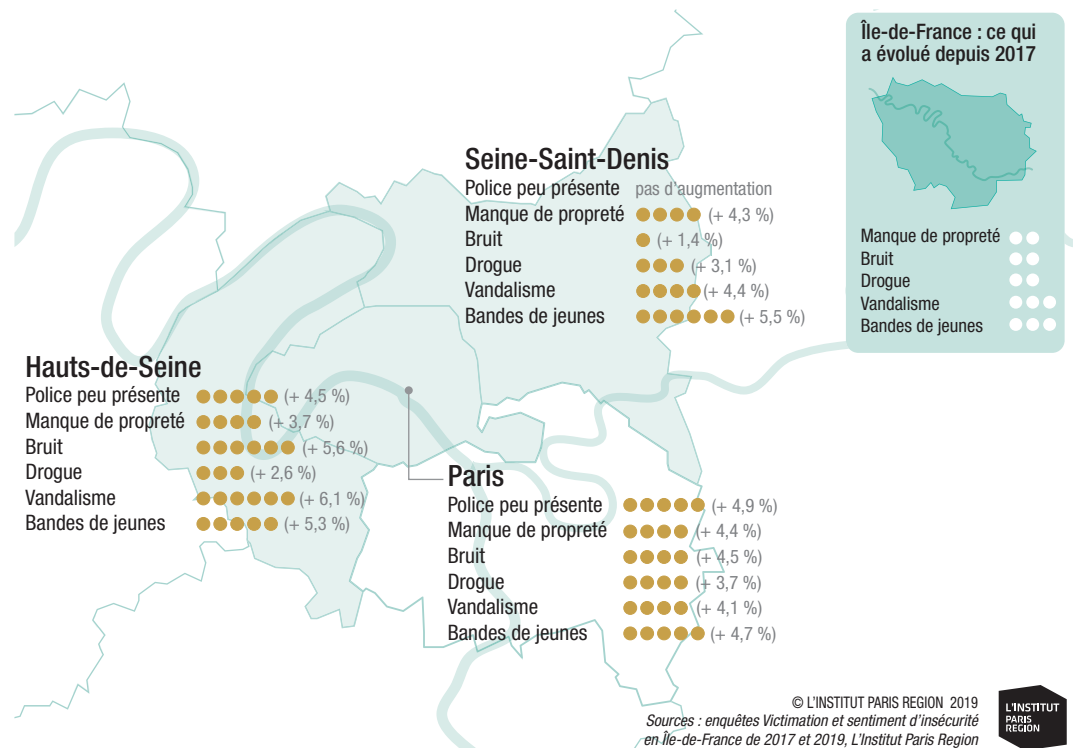 Île-de-France : ce qui
a évolué depuis 2017
Manque de propreté
Bruit
Drogue
Vandalisme
Bandes de jeunes
Seine-Saint-Denis
Police peu présente pas d'augmentation
Manque de propreté (+ 4,3 %)
Bruit (+ 1,4 %)
Drogue (+ 3,1 %)
Vandalisme (+ 4,4 %)
Bandes de jeunes (+ 5,5 %)
Hauts-de-Seine
Police peu présente (+ 4,5 %)
Manque de propreté (+ 3,7 %)
Bruit (+ 5,6 %)
Drogue (+ 2,6 %)
Vandalisme (+ 6,1 %)
Bandes de jeunes (+ 5,3 %)
Paris
Police peu présente (+ 4,9 %)
Manque de propreté (+ 4,4 %)
Bruit (+ 4,5 %)
Drogue (+ 3,7 %)
Vandalisme (+ 4,1 %)
Bandes de jeunes (+ 4,7 %)
© L'INSTITUT PARIS REGION 2019
Sources : enquêtes Victimation et sentiment d'insécurité
en Île-de-France de 2017 et 2019, L'Institut Paris Region
L'INSTITUT
PARIS
REGION